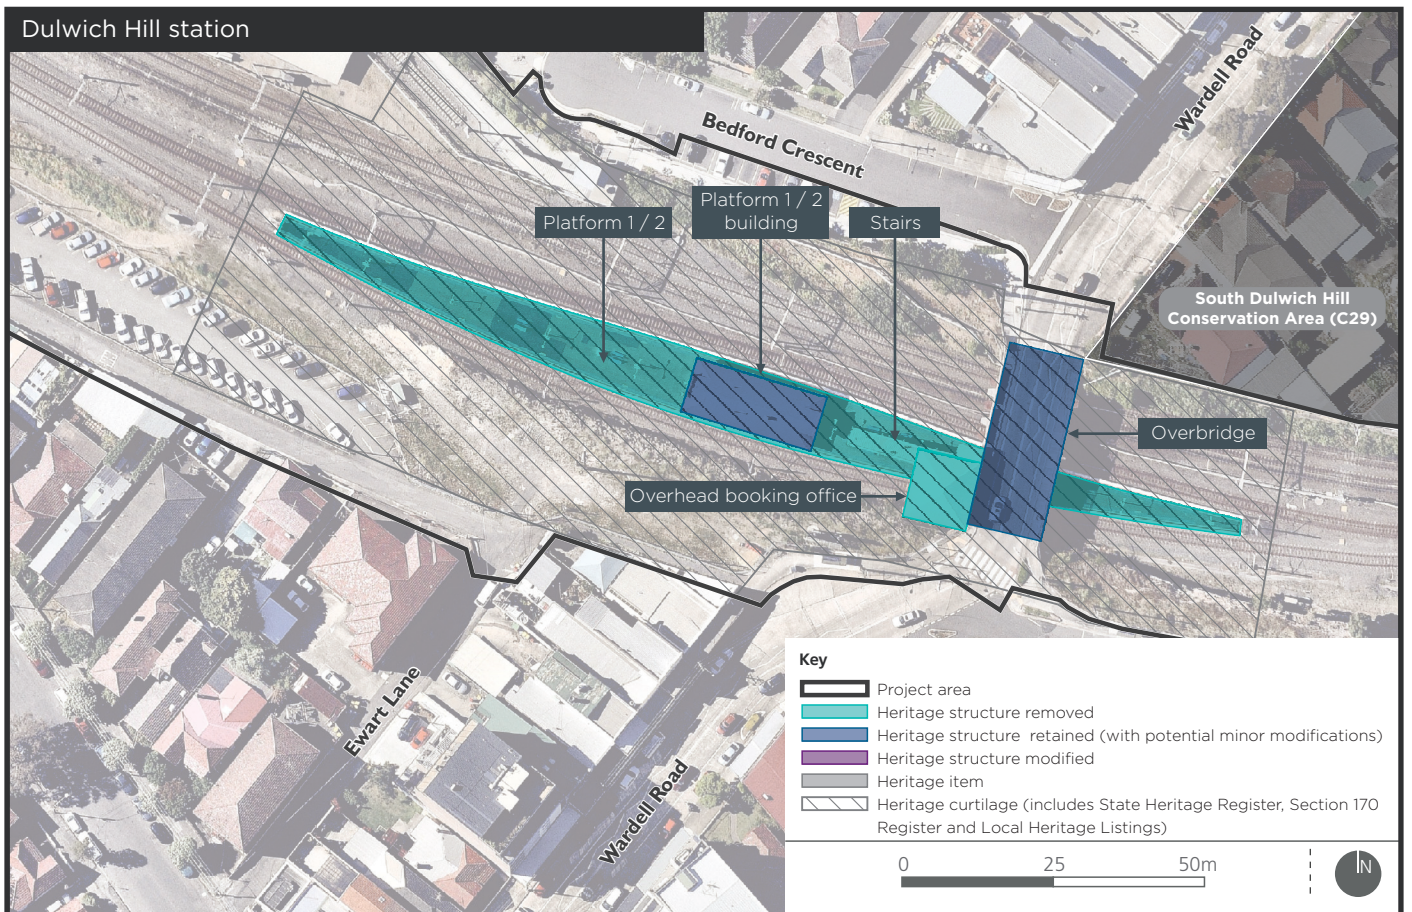 Dulwich Hill station
Wardell Road
Bedford Crescent
Platform 1 / 2
Platform 1 / 2
building
Stairs
South Dulwich Hill
Conservation Area (C29)
Overbridge
Overhead booking office
Ewart Lane
Wardell Road
Key
Project area
Heritage structure removed
Heritage structure retained (with potential minor modifications)
Heritage structure modified
Heritage item
Heritage curtilage (includes State Heritage Register, Section 170
Register and Local Heritage Listings)
0 25 50m
N